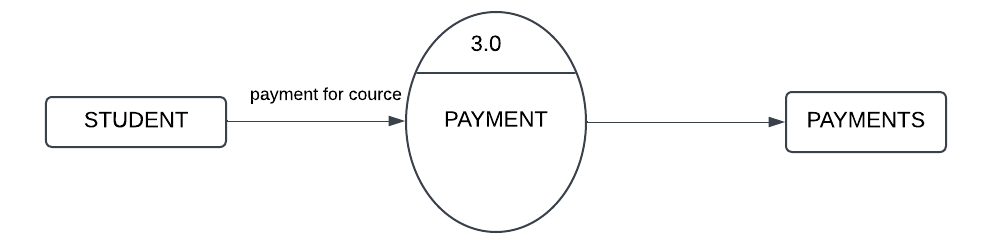 3.0
payment for cource
STUDENT
PAYMENT
PAYMENTS